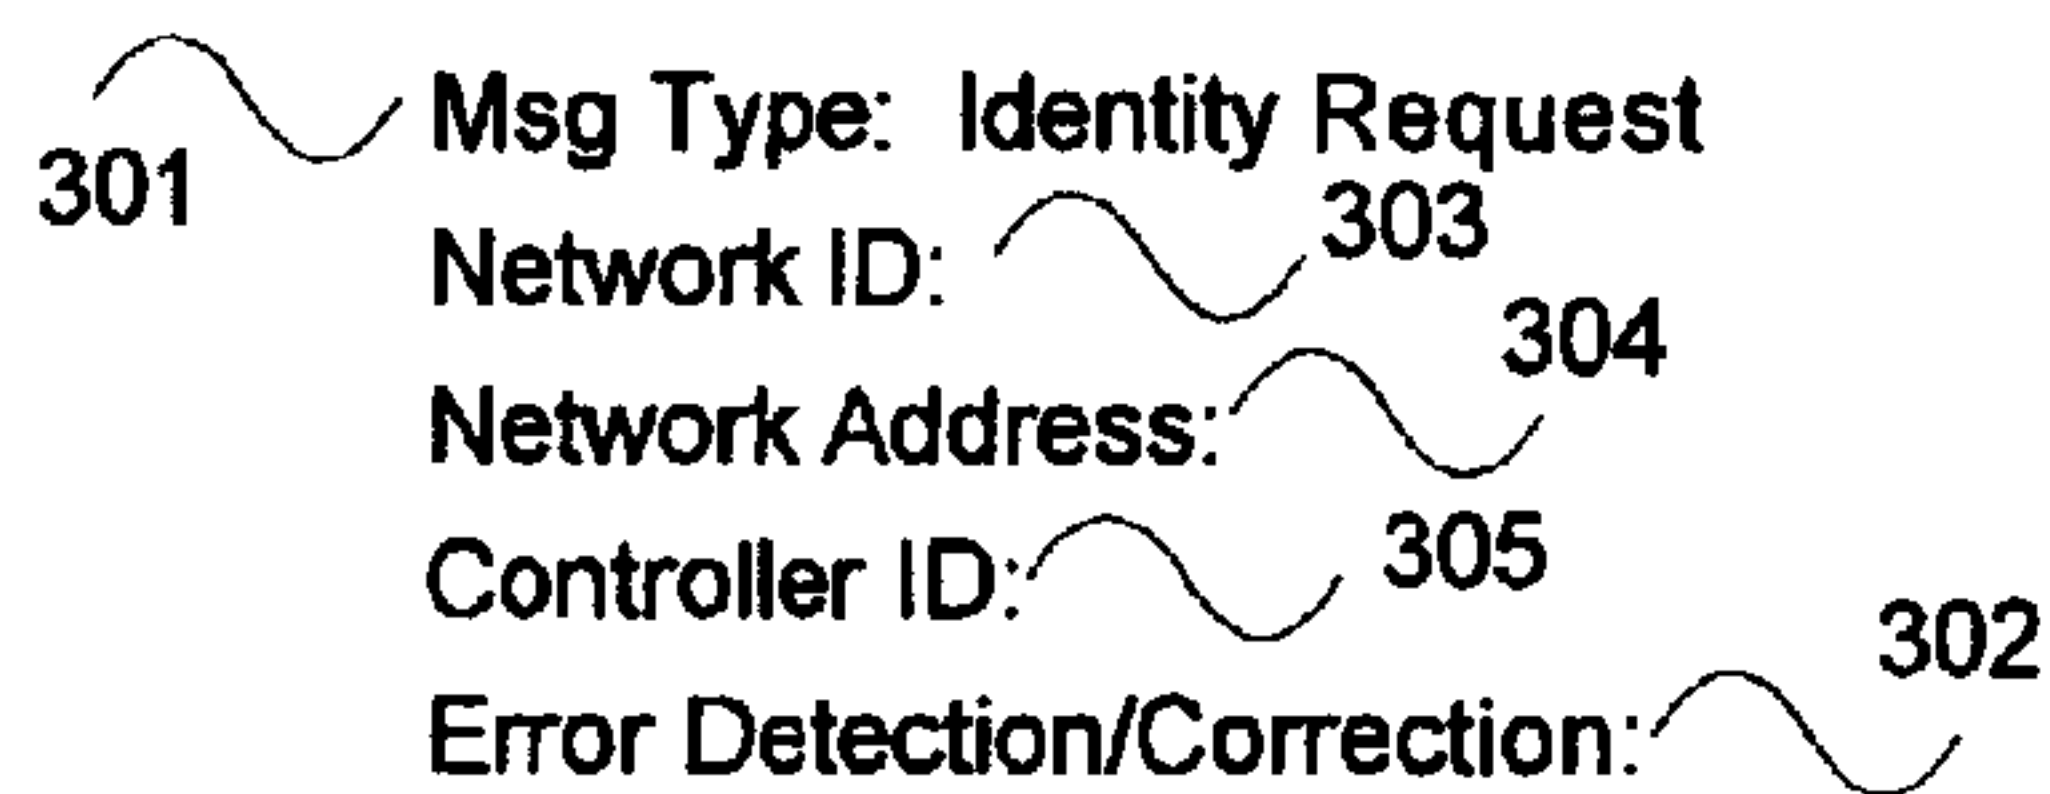 301 Msg Type: Identity Request
Network ID: 303
Network Address: 304
Controller ID: 305
Error Detection/Correction: 302